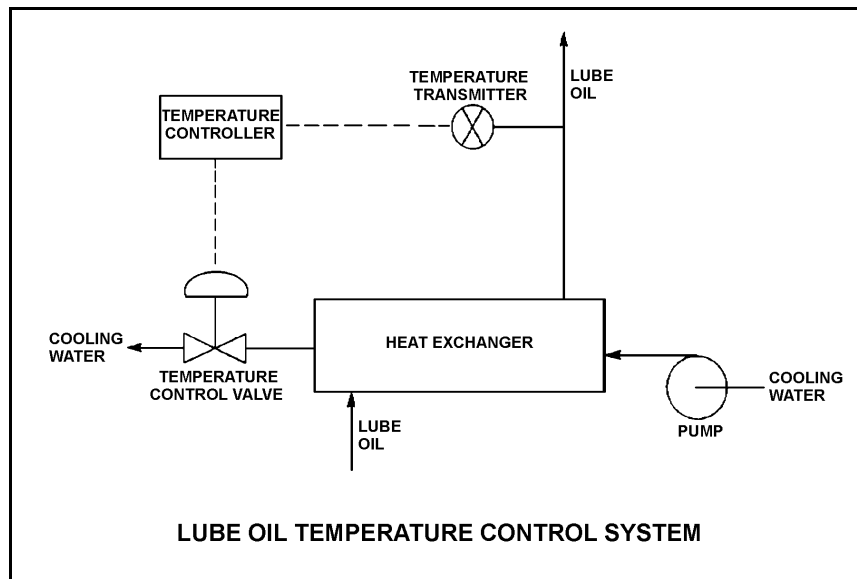 TEMPERATURE
TRANSMITTER
LUBE
OIL
TEMPERATURE
CONTROLLER
HEAT EXCHANGER
COOLING
WATER
TEMPERATURE
CONTROL VALVE
COOLING
WATER
LUBE
OIL
PUMP
LUBE OIL TEMPERATURE CONTROL SYSTEM